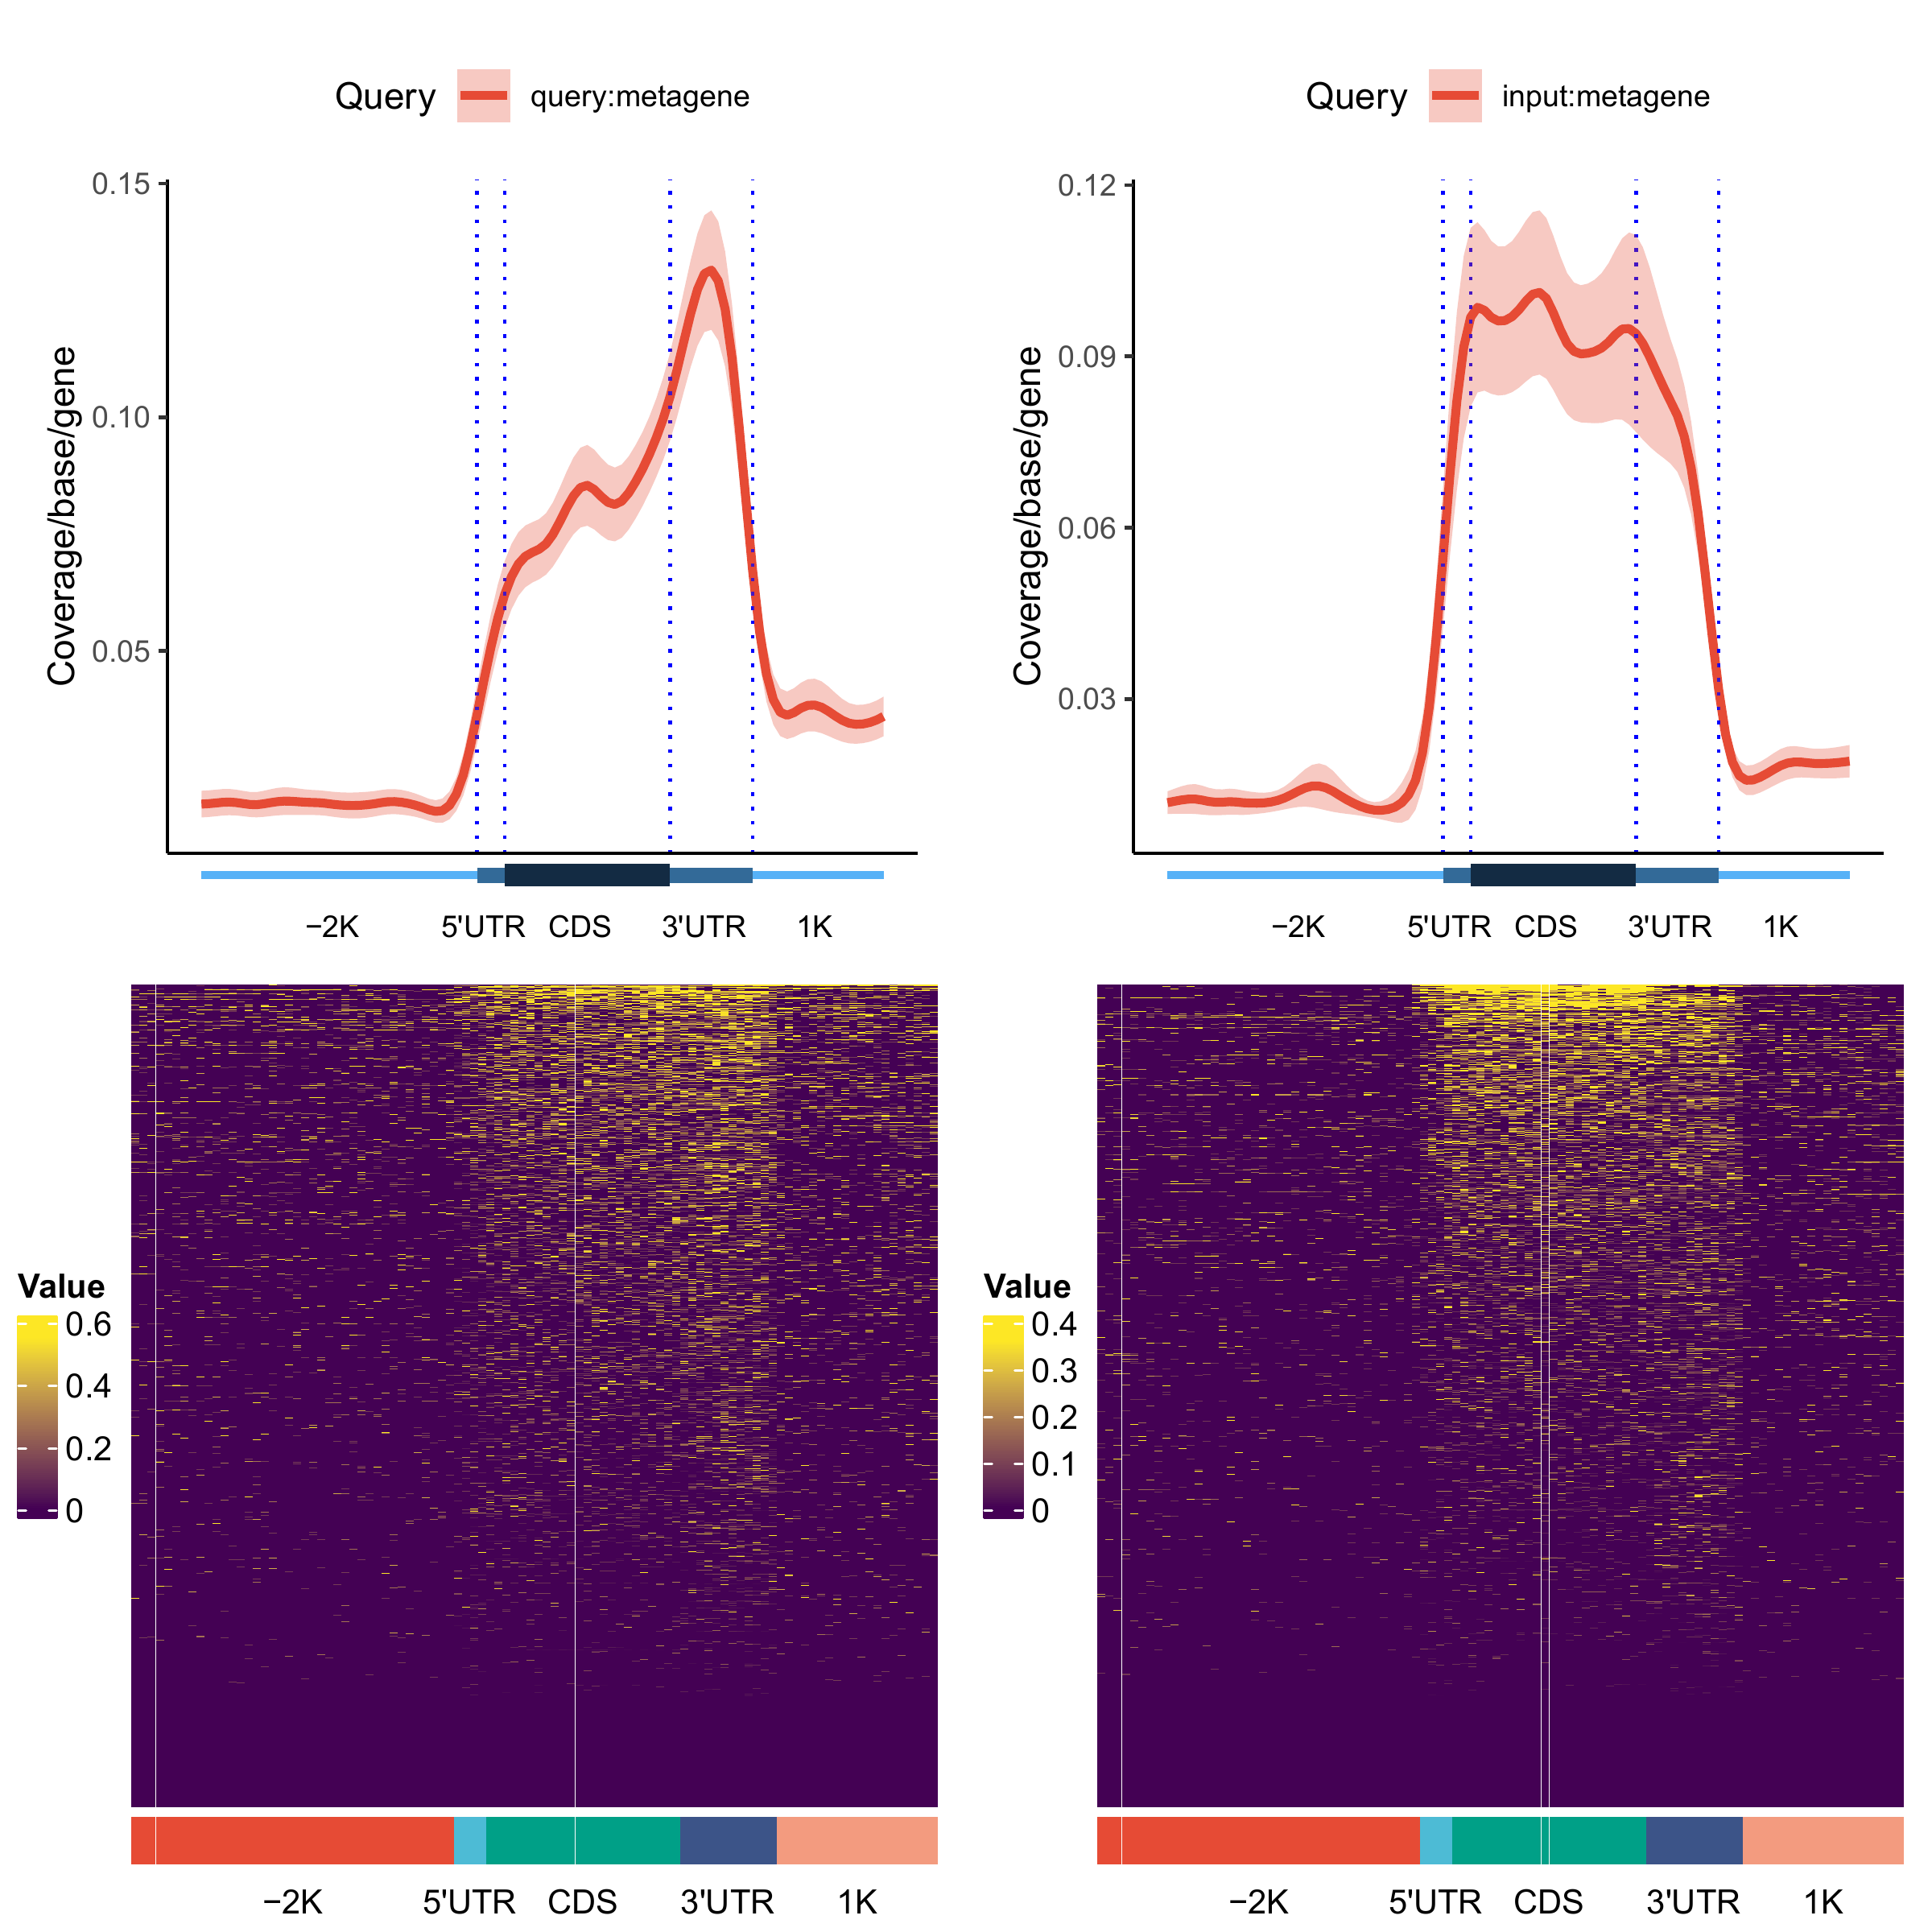 Query query:metagene
0.15
0.10
0.05
Coverage/base/gene
−2K 5'UTR CDS 3'UTR 1K
Query input:metagene
0.12
0.09
0.06
0.03
Coverage/base/gene
−2K 5'UTR CDS 3'UTR 1K
Value
0.6
0.4
0.2
0
−2K 5'UTR CDS 3'UTR 1K
Value
0.4
0.3
0.2
0.1
0
−2K 5'UTR CDS 3'UTR 1K